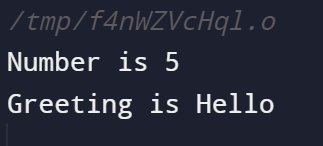 /tmp/f4nWZVcHql.o
Number is 5
Greeting is Hello